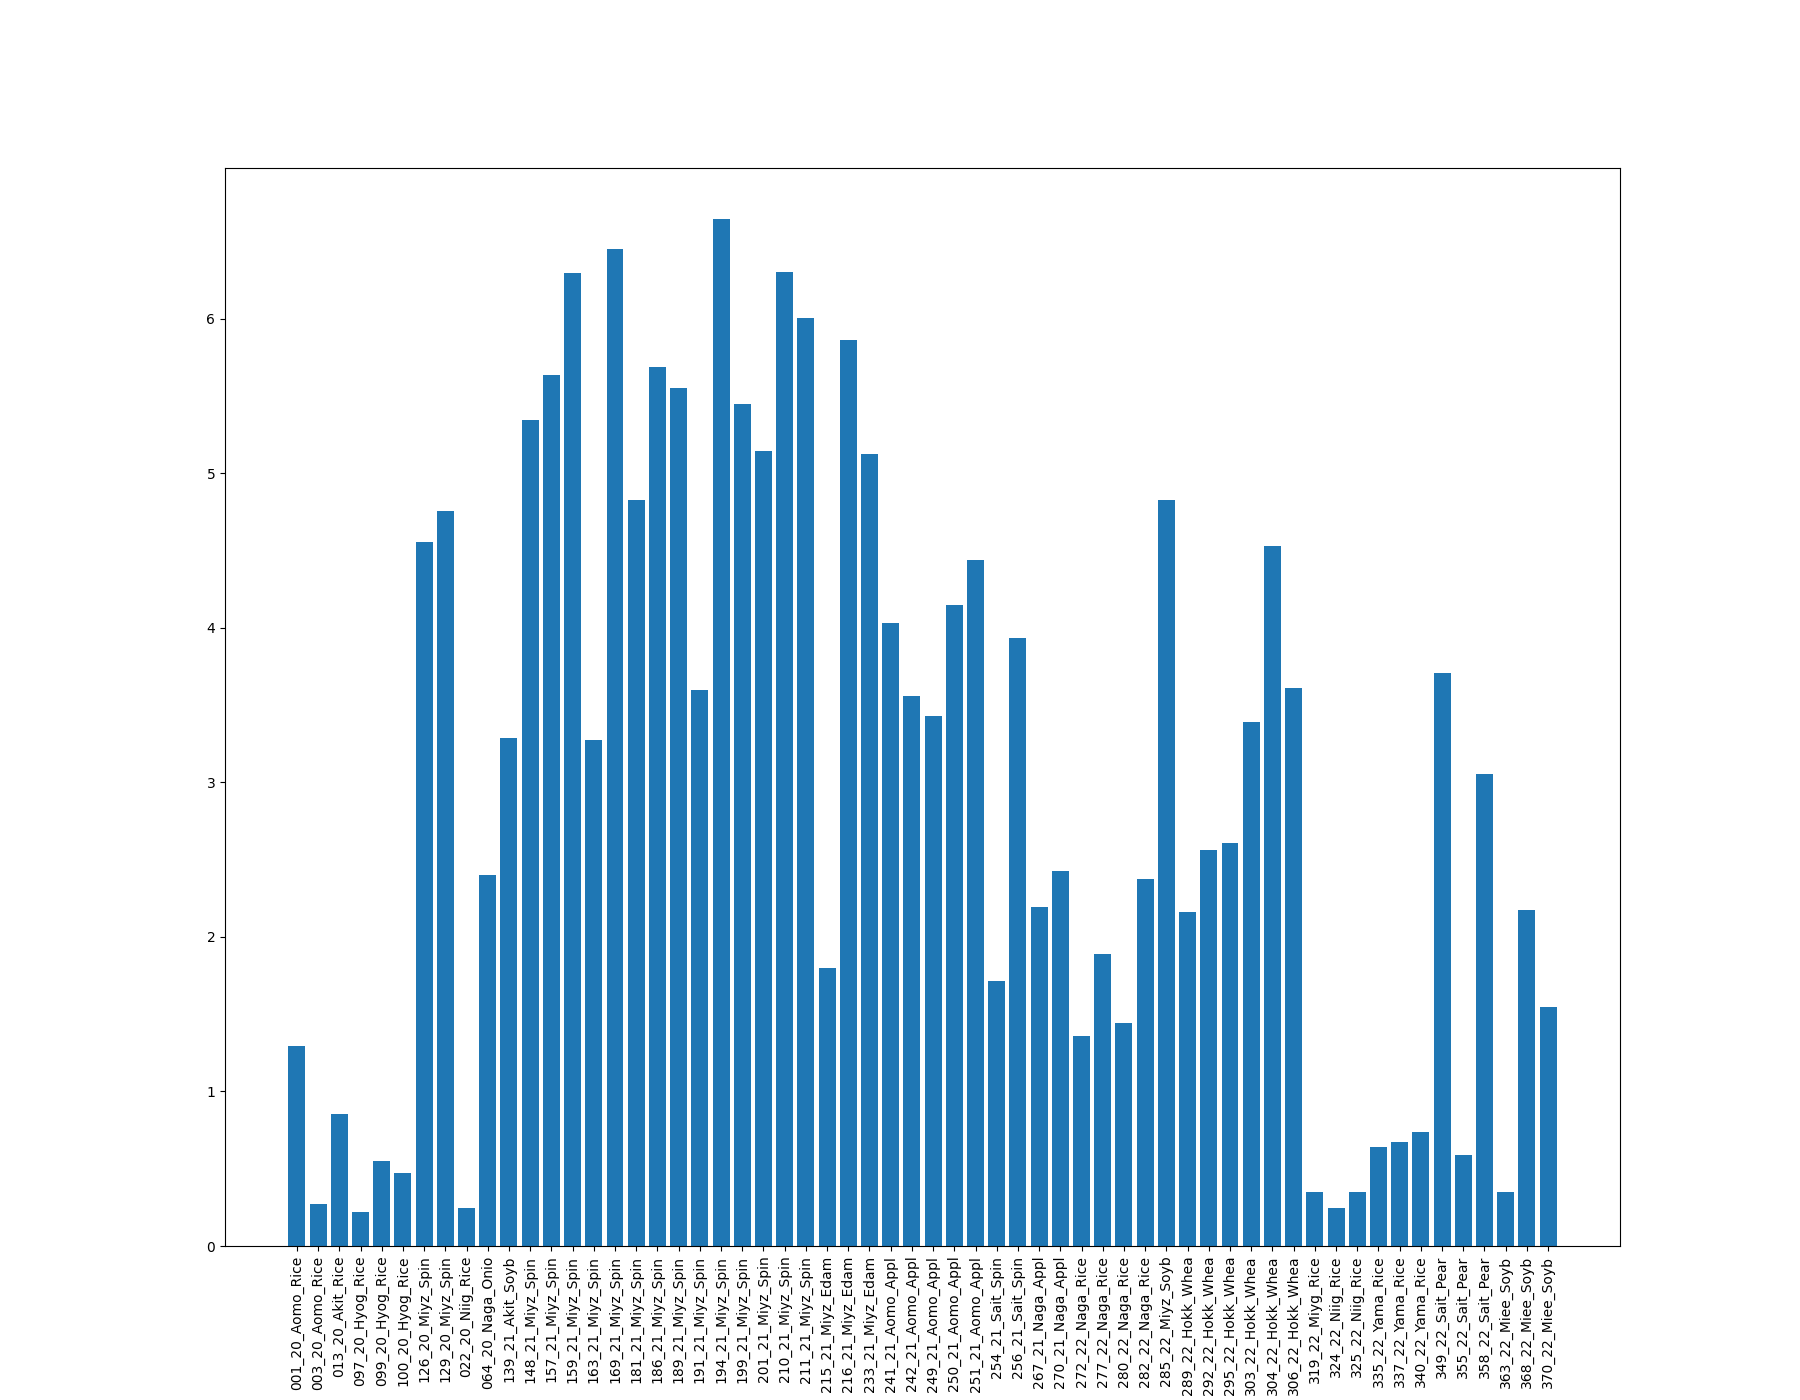 6
5
4
3
2
1
0
001_20_Aomo_Rice
003_20_Aomo_Rice
013_20_Akit_Rice
097_20_Hyog_Rice
099_20_Hyog_Rice
100_20_Hyog_Rice
126_20_Miyz_Spin
129_20_Miyz_Spin
022_20_Niig_Rice
064_20_Naga_Onio
139_21_Akit_Soyb
148_21_Miyz_Spin
157_21_Miyz_Spin
159_21_Miyz_Spin
163_21_Miyz_Spin
169_21_Miyz_Spin
181_21_Miyz_Spin
186_21_Miyz_Spin
189_21_Miyz_Spin
191_21_Miyz_Spin
194_21_Miyz_Spin
199_21_Miyz_Spin
201_21_Miyz_Spin
210_21_Miyz_Spin
211_21_Miyz_Spin
215_21_Miyz_Edam
216_21_Miyz_Edam
233_21_Miyz_Edam
241_21_Aomo_Appl
242_21_Aomo_Appl
249_21_Aomo_Appl
250_21_Aomo_Appl
251_21_Aomo_Appl
254_21_Sait_Spin
256_21_Sait_Spin
267_21_Naga_Appl
270_21_Naga_Appl
272_22_Naga_Rice
277_22_Naga_Rice
280_22_Naga_Rice
282_22_Naga_Rice
285_22_Miyz_Soyb
289_22_Hokk_Whea
292_22_Hokk_Whea
295_22_Hokk_Whea
303_22_Hokk_Whea
304_22_Hokk_Whea
306_22_Hokk_Whea
319_22_Miyg_Rice
324_22_Niig_Rice
325_22_Niig_Rice
335_22_Yama_Rice
337_22_Yama_Rice
340_22_Yama_Rice
349_22_Sait_Pear
355_22_Sait_Pear
358_22_Sait_Pear
363_22_Miee_Soyb
368_22_Miee_Soyb
370_22_Miee_Soyb